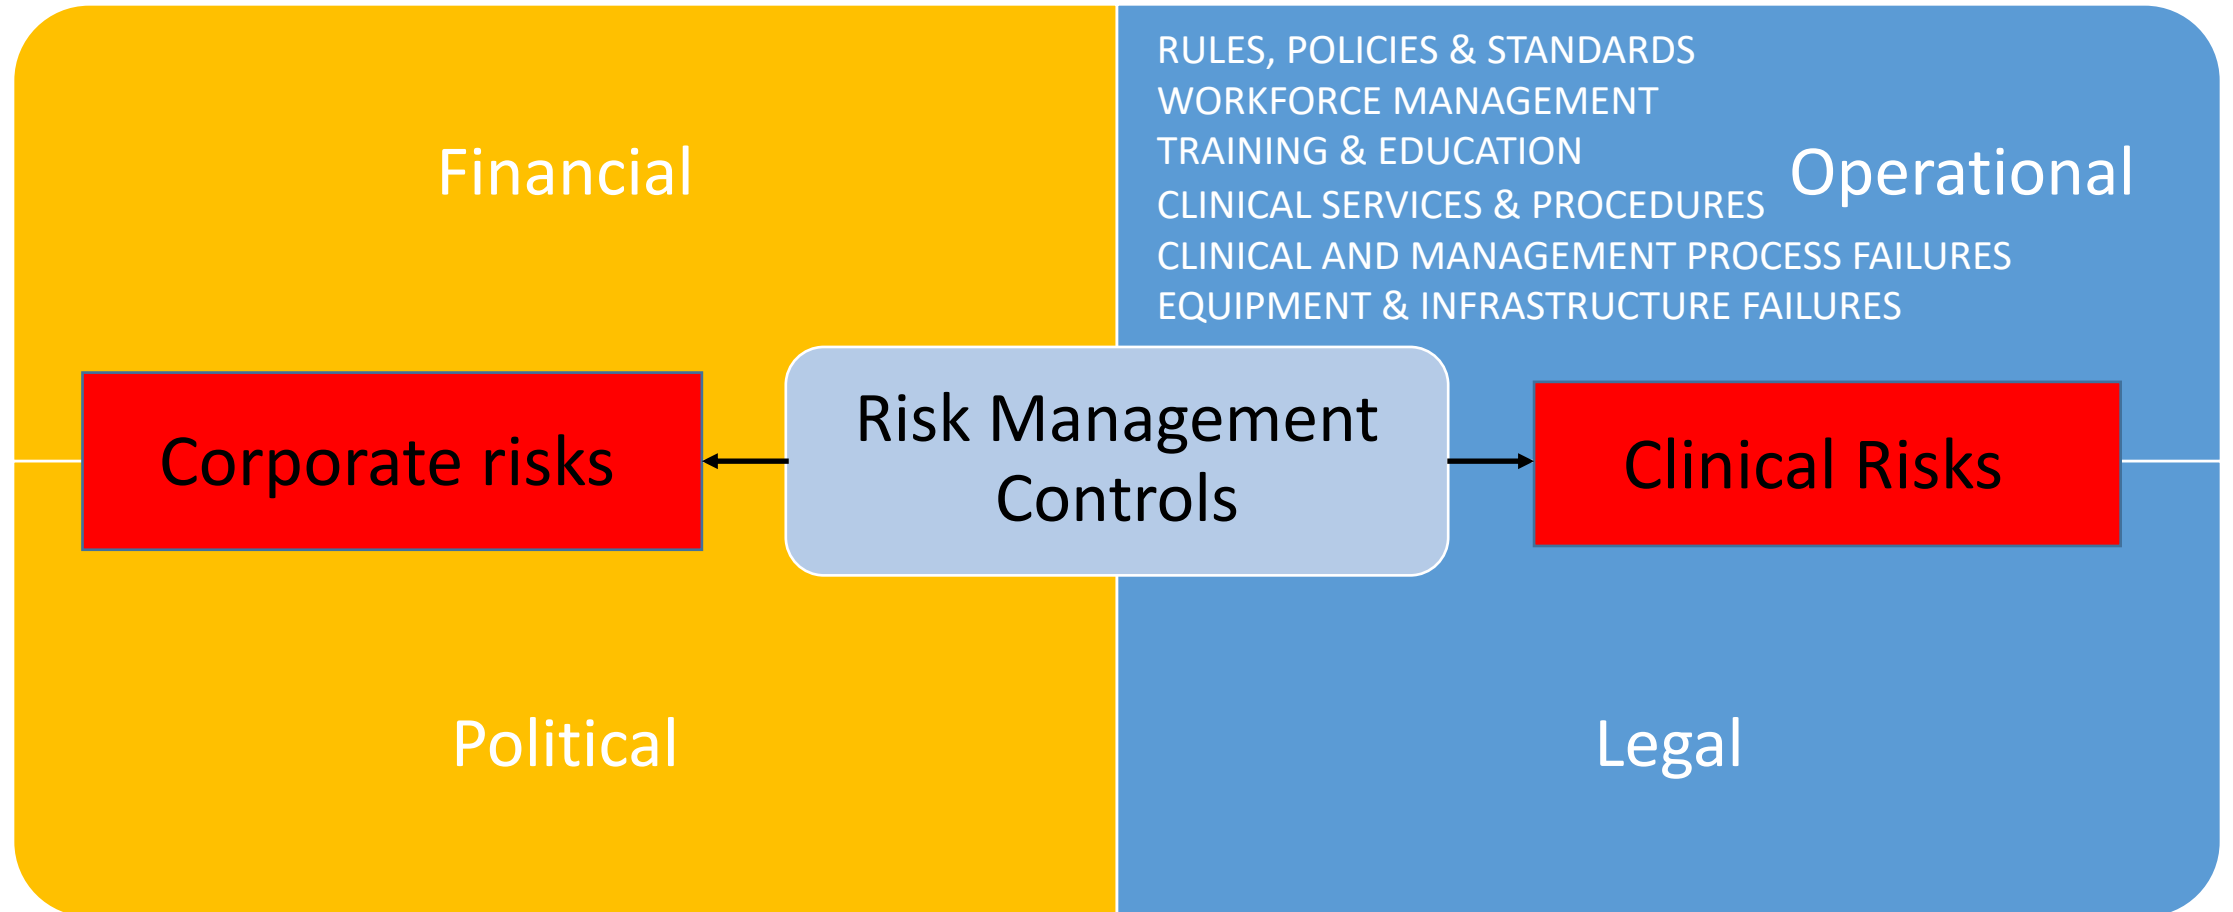 Financial
RULES, POLICIES & STANDARDS
WORKFORCE MANAGEMENT
TRAINING & EDUCATION
CLINICAL SERVICES & PROCEDURES
CLINICAL AND MANAGEMENT PROCESS FAILURES
EQUIPMENT & INFRASTRUCTURE FAILURES
Operational
Corporate risks
Risk Management
Controls
Clinical Risks
Political
Legal